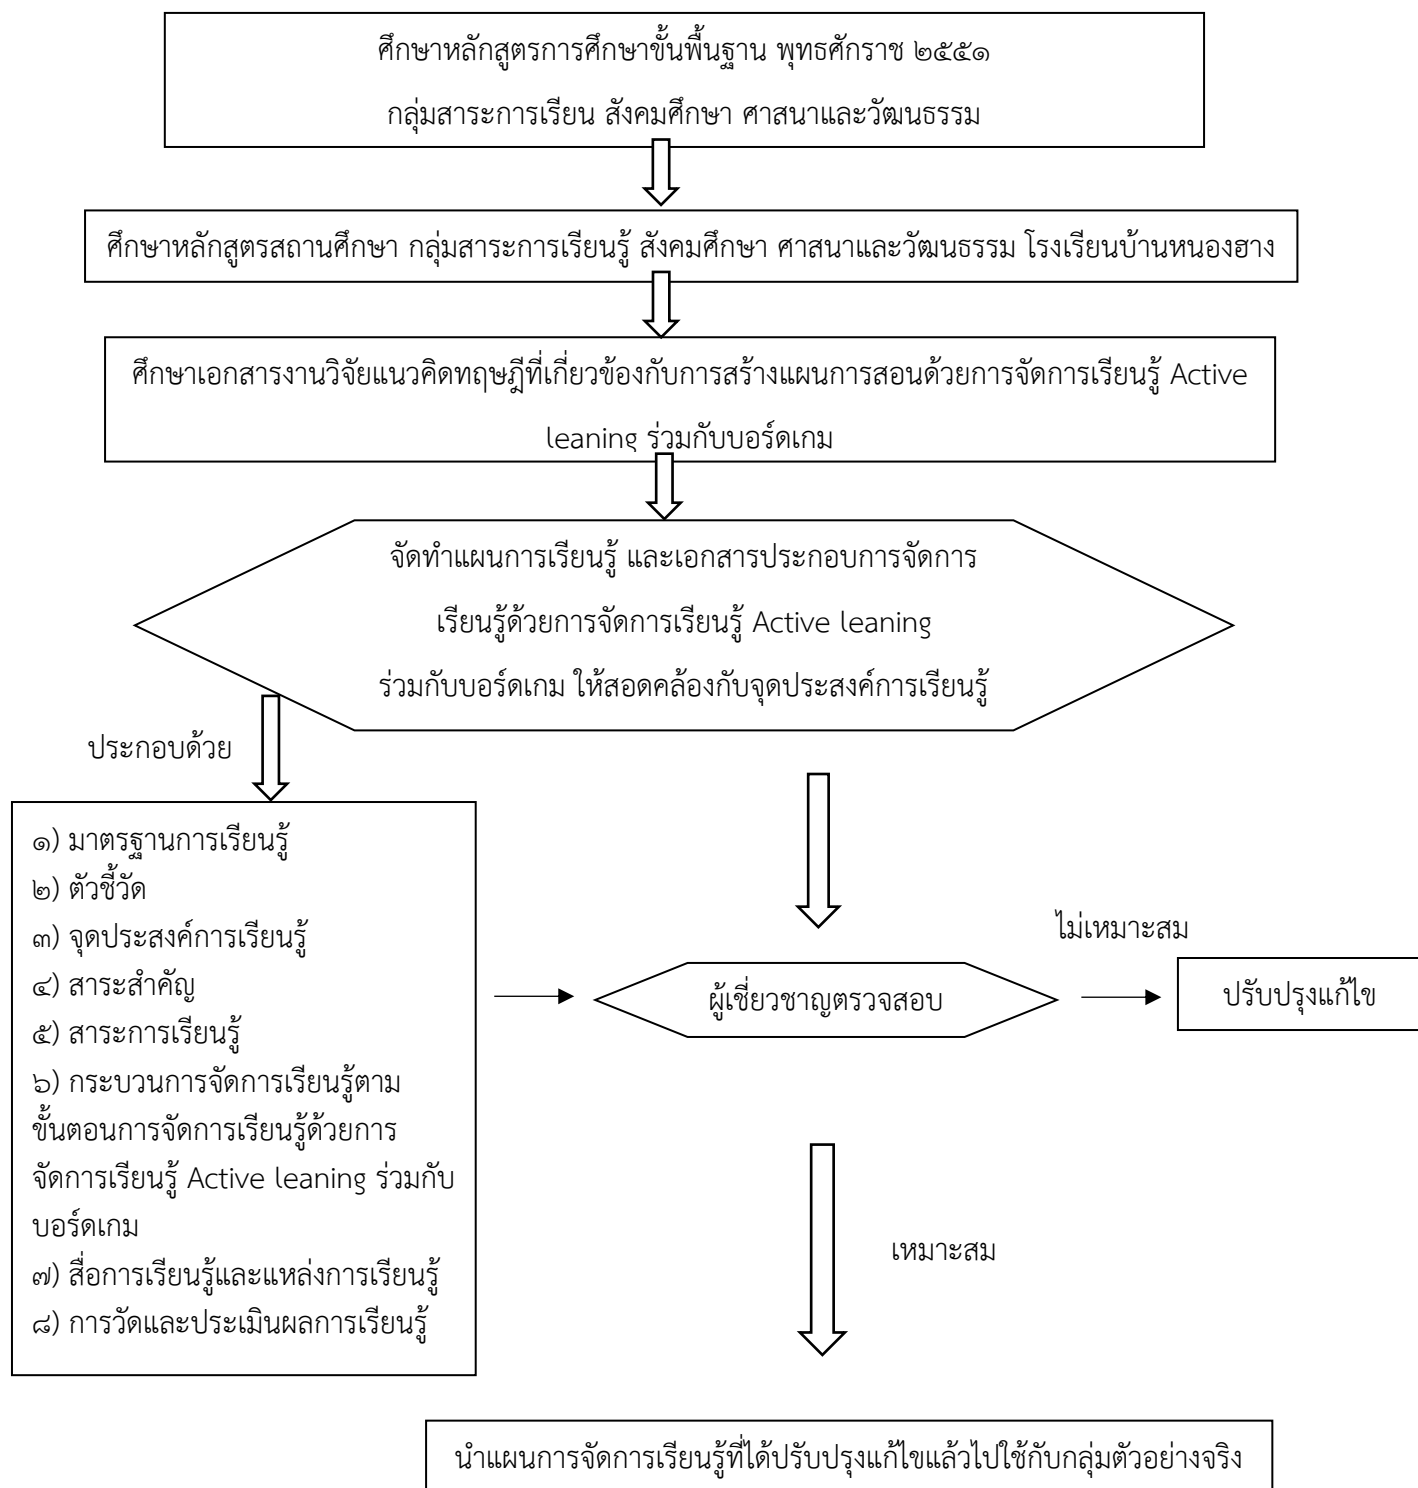 ศึกษาหลักสูตรการศึกษาขั้นพื้นฐาน พุทธศักราช ๒๕๕๑
กลุ่มสาระการเรียน สังคมศึกษา ศาสนาและวัฒนธรรม
ศึกษาหลักสูตรสถานศึกษา กลุ่มสาระการเรียนรู้ สังคมศึกษา ศาสนาและวัฒนธรรม โรงเรียนบ้านหนองฮาง
ศึกษาเอกสารงานวิจัยแนวคิดทฤษฎีที่เกี่ยวข้องกับการสร้างแผนการสอนด้วยการจัดการเรียนรู้ Active
leaning ร่วมกับบอร์ดเกม
จัดทำแผนการเรียนรู้ และเอกสารประกอบการจัดการ
เรียนรู้ด้วยการจัดการเรียนรู้ Active leaning
ร่วมกับบอร์ดเกม ให้สอดคล้องกับจุดประสงค์การเรียนรู้
ประกอบด้วย
๑) มาตรฐานการเรียนรู้
๒) ตัวชี้วัด
๓) จุดประสงค์การเรียนรู้
๔) สาระสำคัญ
๕) สาระการเรียนรู้
๖) กระบวนการจัดการเรียนรู้ตาม
ขั้นตอนการจัดการเรียนรู้ด้วยการ
จัดการเรียนรู้ Active leaning ร่วมกับ
บอร์ดเกม
๗) สื่อการเรียนรู้และแหล่งการเรียนรู้
๘) การวัดและประเมินผลการเรียนรู้
ผู้เชี่ยวชาญตรวจสอบ
ไม่เหมาะสม
ปรับปรุงแก้ไข
เหมาะสม
นำแผนการจัดการเรียนรู้ที่ได้ปรับปรุงแก้ไขแล้วไปใช้กับกลุ่มตัวอย่างจริง